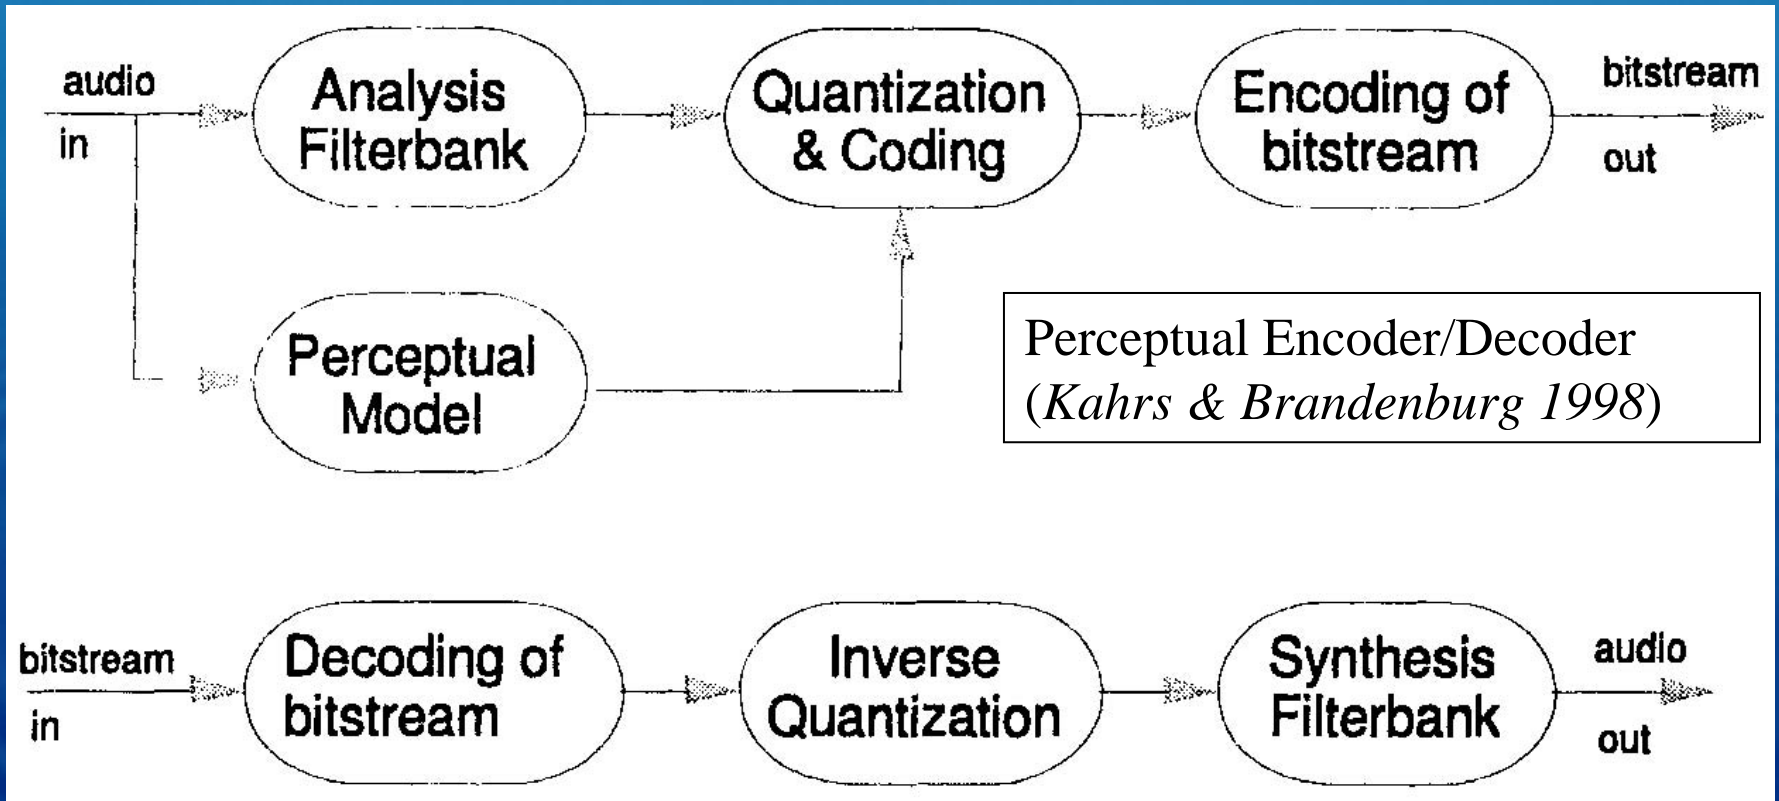 audio
in
Analysis
Filterbank
Quantization
& Coding
Encoding of
bitstream
bitstream
out
Perceptual
Model
Perceptual Encoder/Decoder
(Kahrs & Brandenburg 1998)
bitstream
in
Decoding of
bitstream
Inverse
Quantization
Synthesis
Filterbank
audio
out